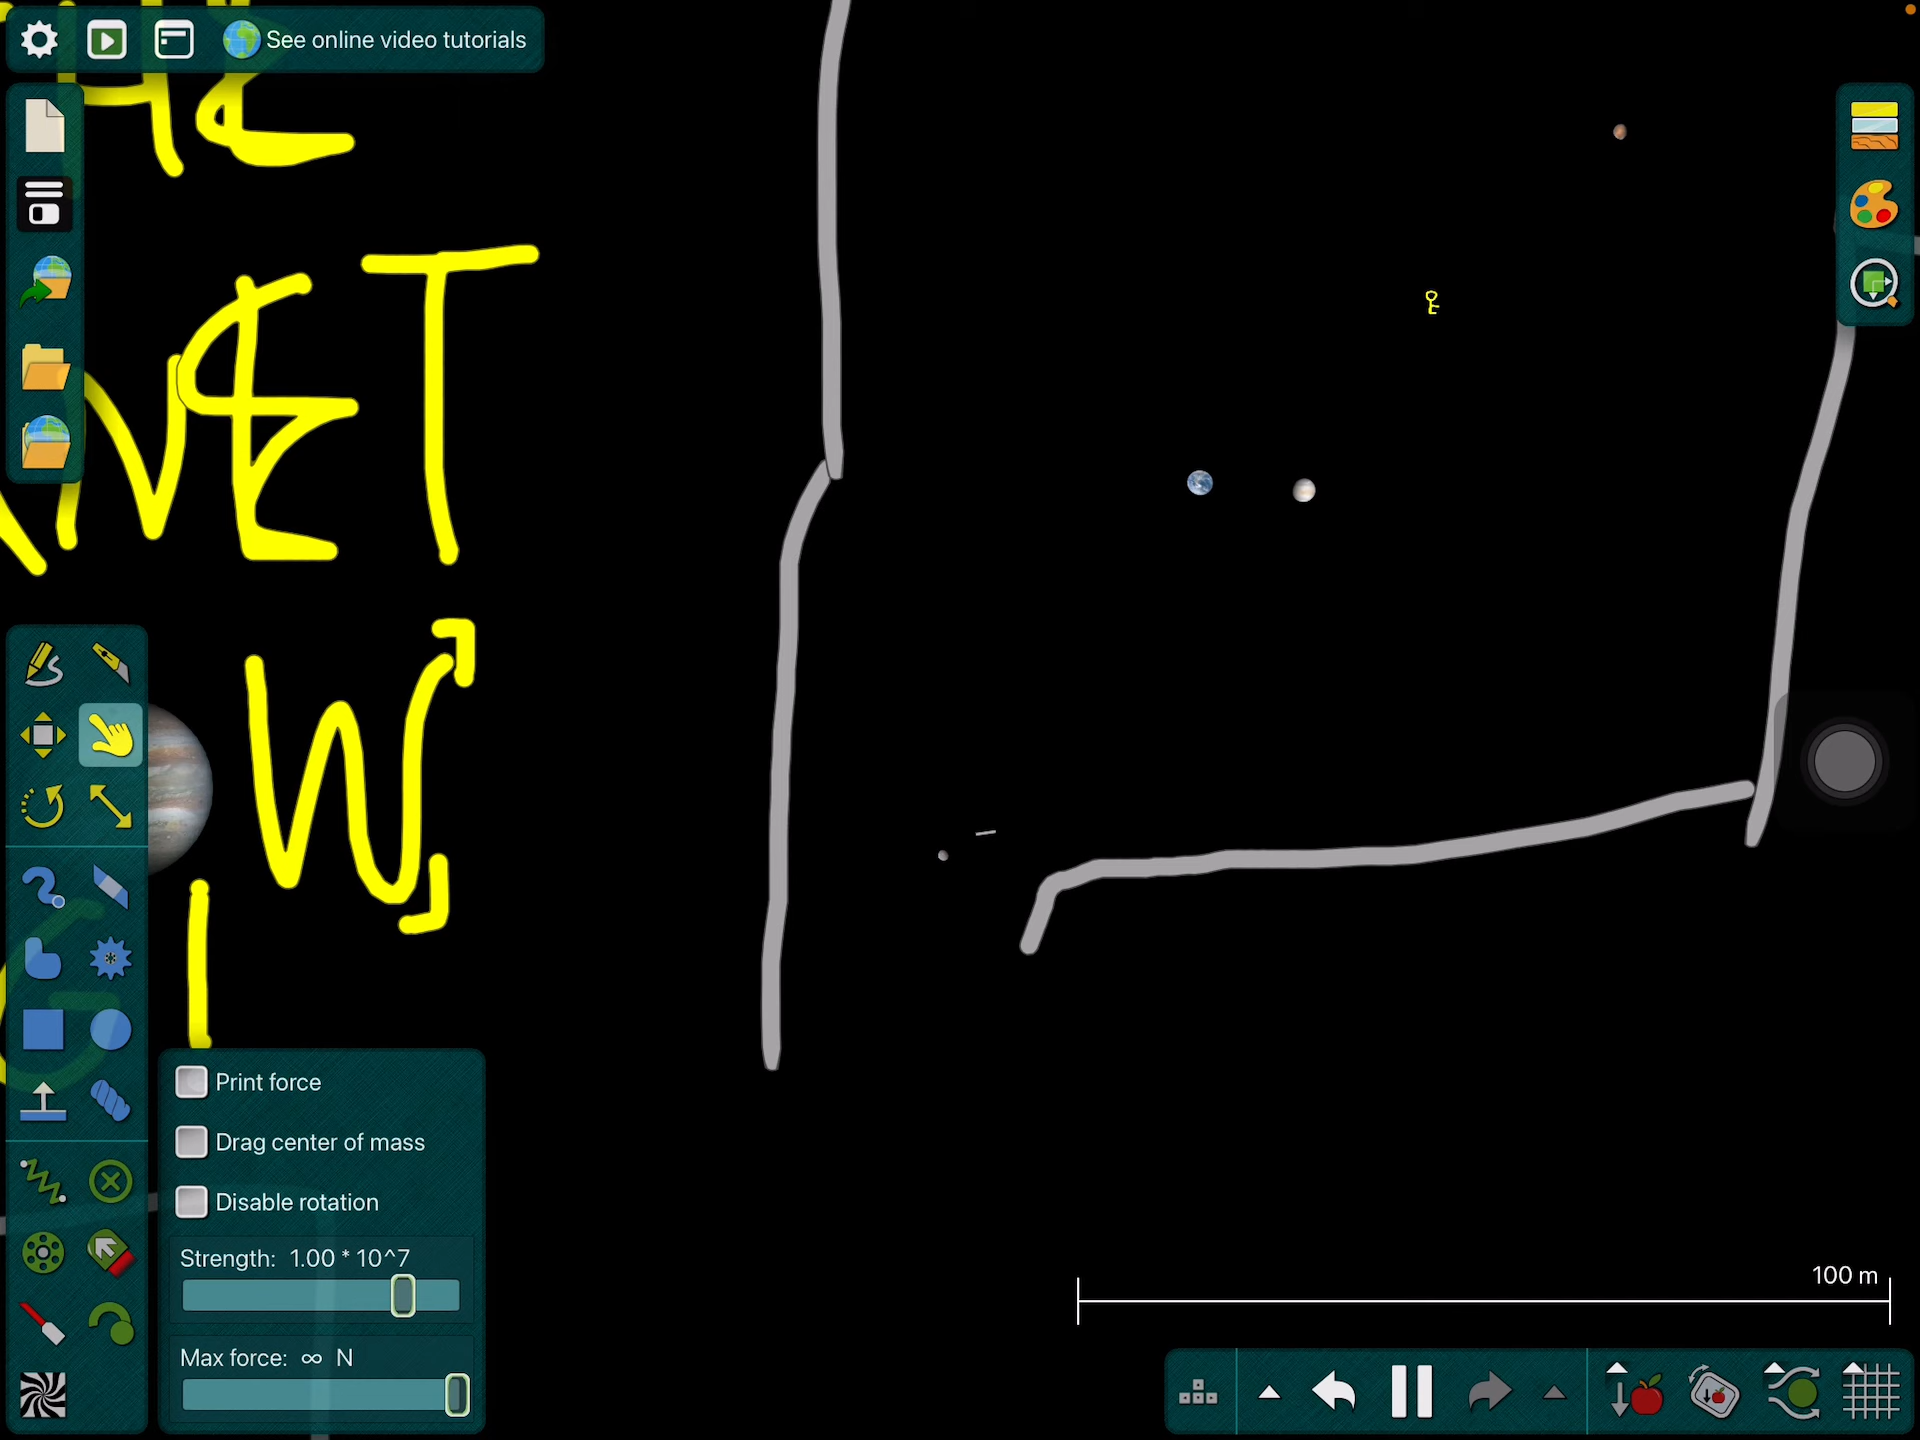 See online video tutorials
NET
W
Print force
Drag center of mass
Disable rotation
Strength: 1.00 * 10^7
Max force: ∞ N
100 m